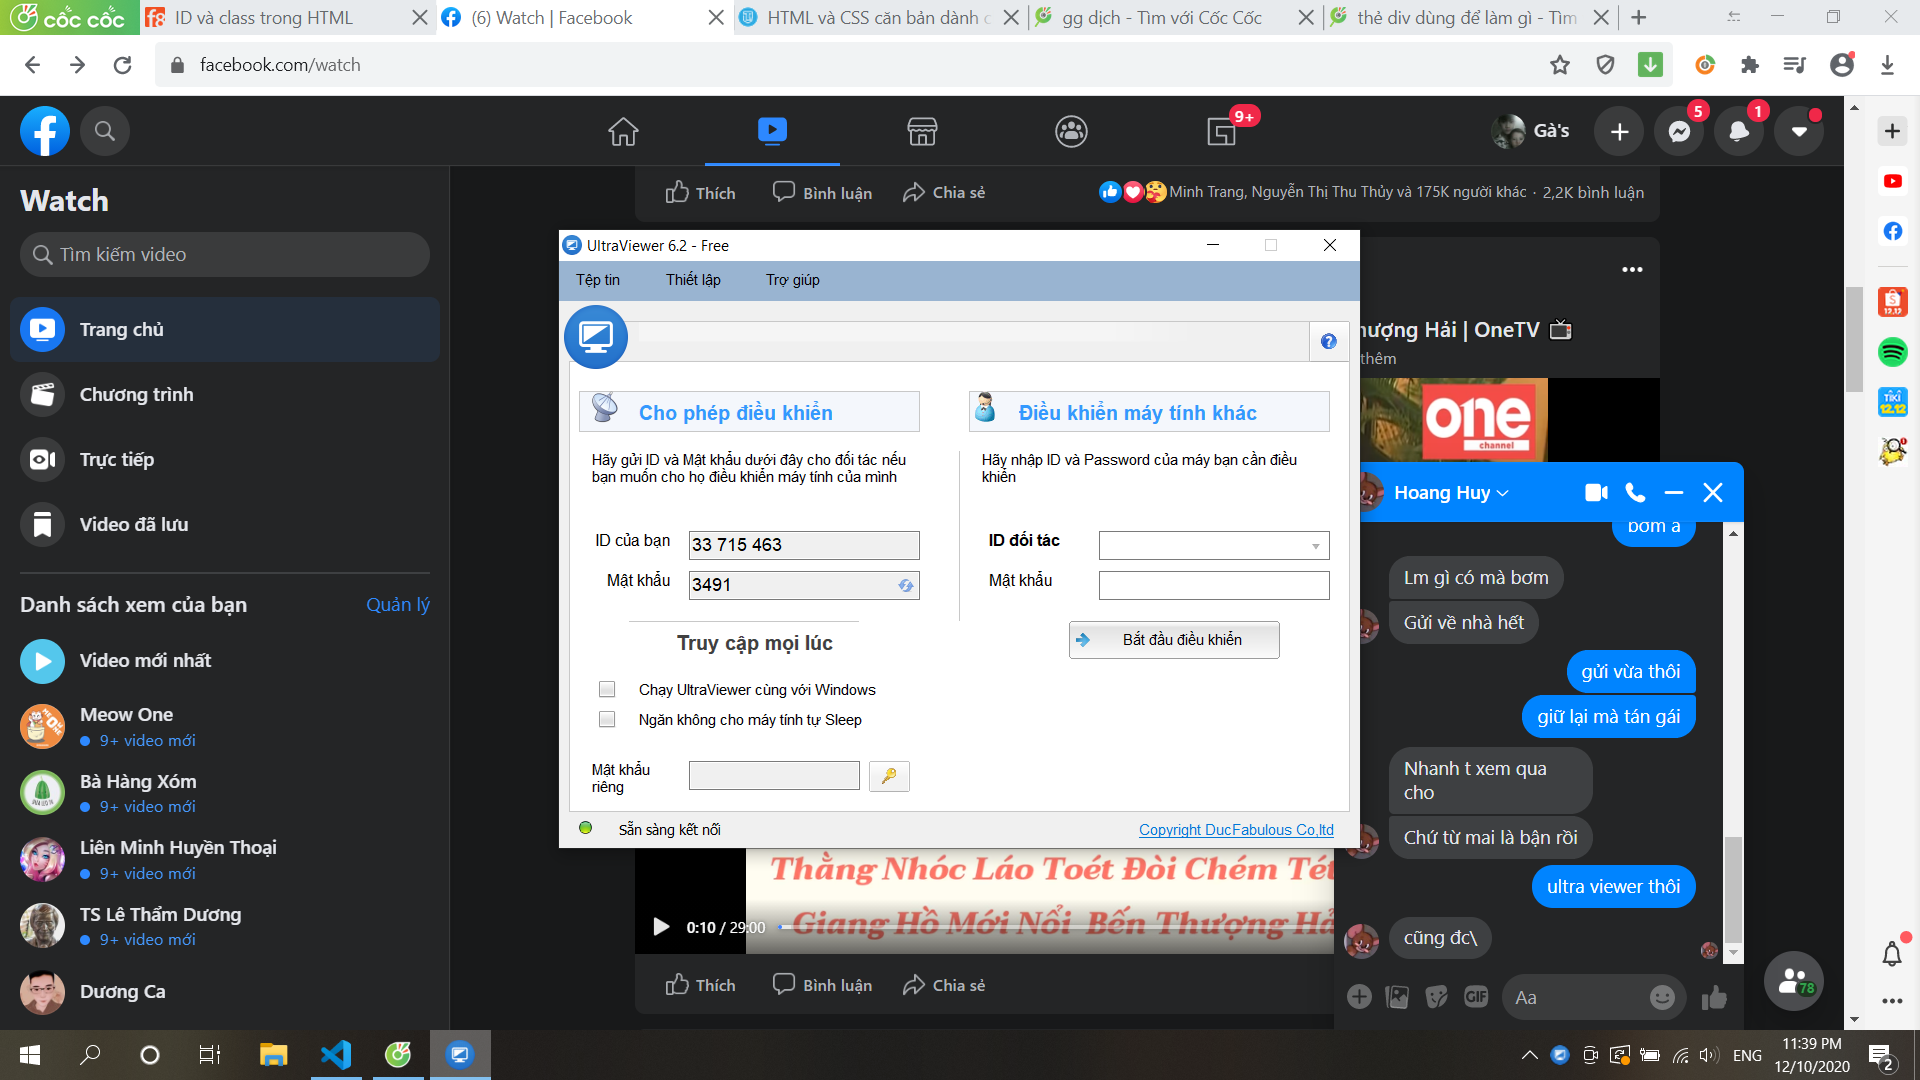 cốc cốc
ID và class trong HTML
(6) Watch | Facebook
HTML và CSS căn bản dành c
gg dịch - Tìm với Cốc Cốc
thẻ div dùng để làm gì - Tìm
facebook.com/watch
9+
Gà's
5
1
Watch
Tìm kiếm video
Trang chủ
Chương trình
Trực tiếp
Video đã lưu
Danh sách xem của bạn
Quản lý
Video mới nhất
Meow One
9+ video mới
Bà Hàng Xóm
9+ video mới
Liên Minh Huyền Thoại
9+ video mới
TS Lê Thẩm Dương
9+ video mới
Dương Ca
Thích
Bình luận
Chia sẻ
Minh Trang, Nguyễn Thị Thu Thủy và 175K người khác · 2,2K bình luận
UltraViewer 6.2 - Free
Tệp tin
Thiết lập
Trợ giúp
Cho phép điều khiển
Hãy gửi ID và Mật khẩu dưới đây cho đối tác nếu
bạn muốn cho họ điều khiển máy tính của mình
ID của bạn
33 715 463
Mật khẩu
3491
Truy cập mọi lúc
Chạy UltraViewer cùng với Windows
Ngăn không cho máy tính tự Sleep
Mật khẩu
riêng
Sẵn sàng kết nối
Điều khiển máy tính khác
Hãy nhập ID và Password của máy bạn cần điều
khiển
ID đối tác
Mật khẩu
Bắt đầu điều khiển
Copyright DucFabulous Co,ltd
hượng Hải | OneTV
thêm
one
channel
Thằng Nhóc Láo Toét Đòi Chém Tét
Giang Hồ Mới Nổi Bến Thượng Hả
0:10 / 29:00
Thích
Bình luận
Chia sẻ
Hoang Huy
bơm à
Lm gì có mà bơm
Gửi về nhà hết
gửi vừa thôi
giữ lại mà tán gái
Nhanh t xem qua
cho
Chứ từ mai là bận rồi
ultra viewer thôi
cũng đc\
GIF
Aa
78
12.12
TIKI
12.12
ENG
11:39 PM
12/10/2020
2